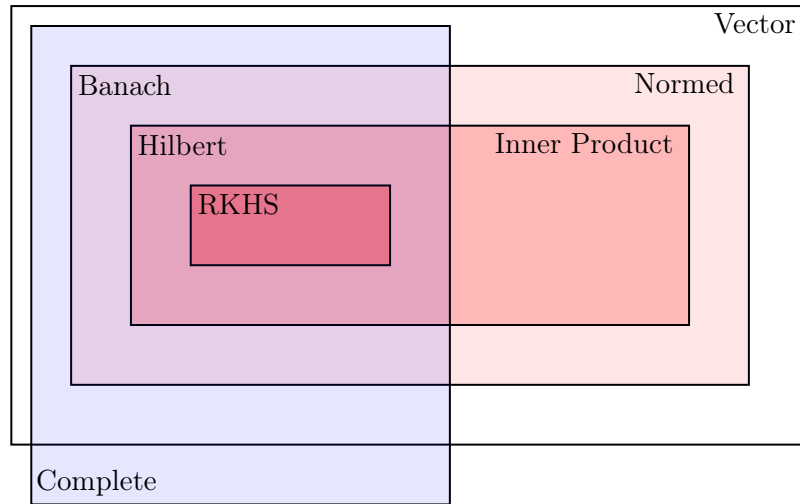 Vector
Banach
Normed
Hilbert
Inner Product
RKHS
Complete